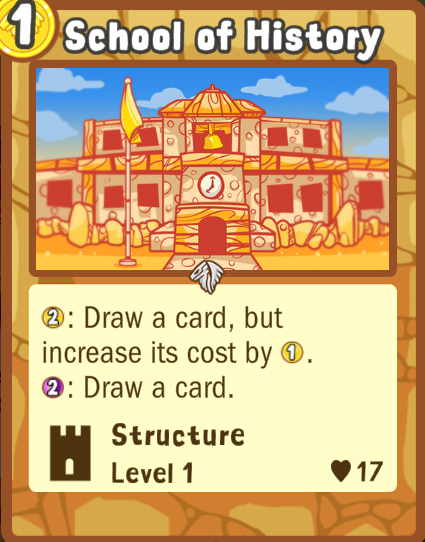 1 School of History
2: Draw a card, but
increase its cost by 1.
2: Draw a card.
Structure
Level 1 ♥17